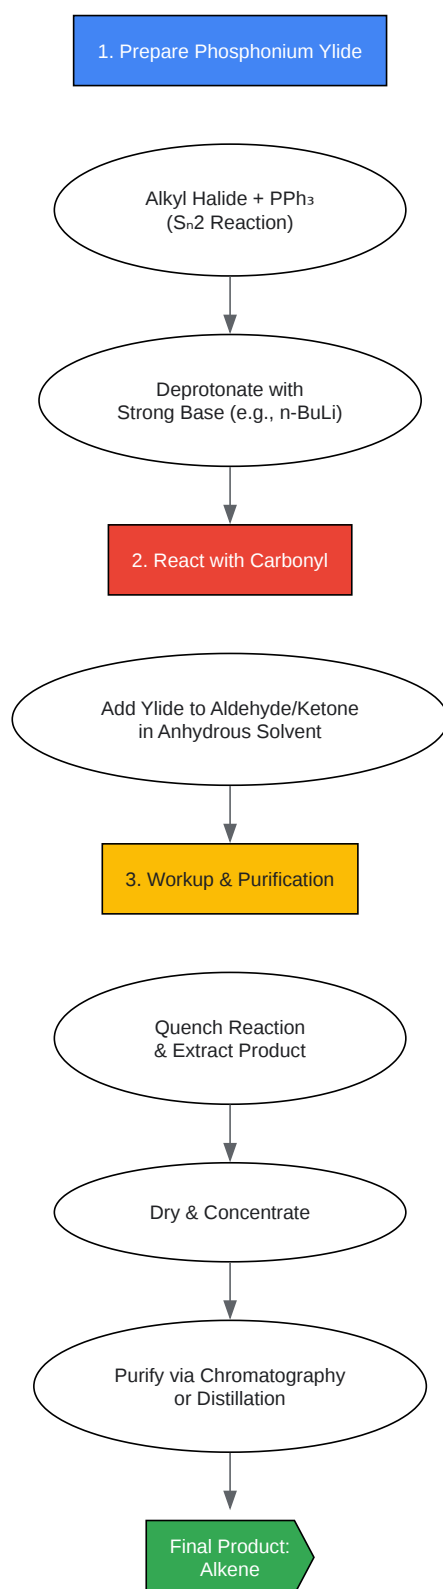 1. Prepare Phosphonium Ylide
Alkyl Halide + PPh₃
(Sₙ2 Reaction)
Deprotonate with
Strong Base (e.g., n-BuLi)
2. React with Carbonyl
Add Ylide to Aldehyde/Ketone
in Anhydrous Solvent
3. Workup & Purification
Quench Reaction
& Extract Product
Dry & Concentrate
Purify via Chromatography
or Distillation
Final Product:
Alkene